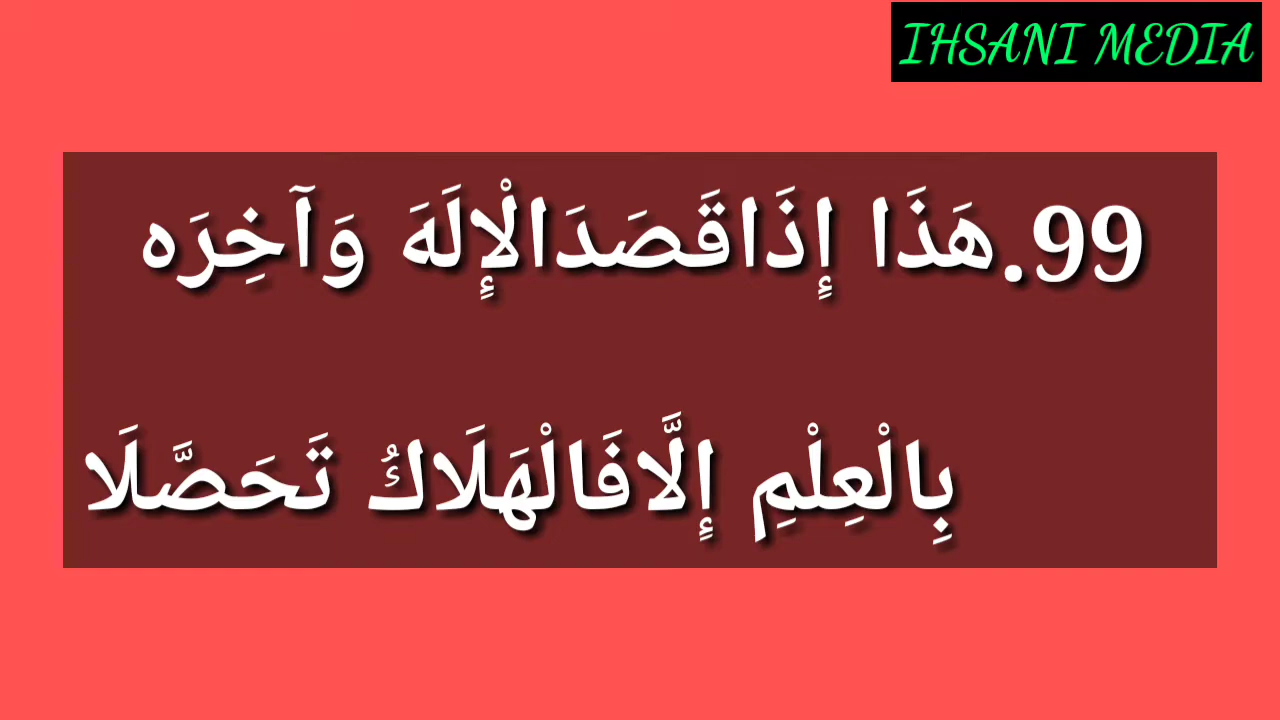 IHSANI MEDIA
99.هَذَا إِذَاقَصَدَالْإِلَهَ وَآخِرَه
بِالْعِلْمِ إِلَّافَالْهَلَاكُ تَحَصَّلَا